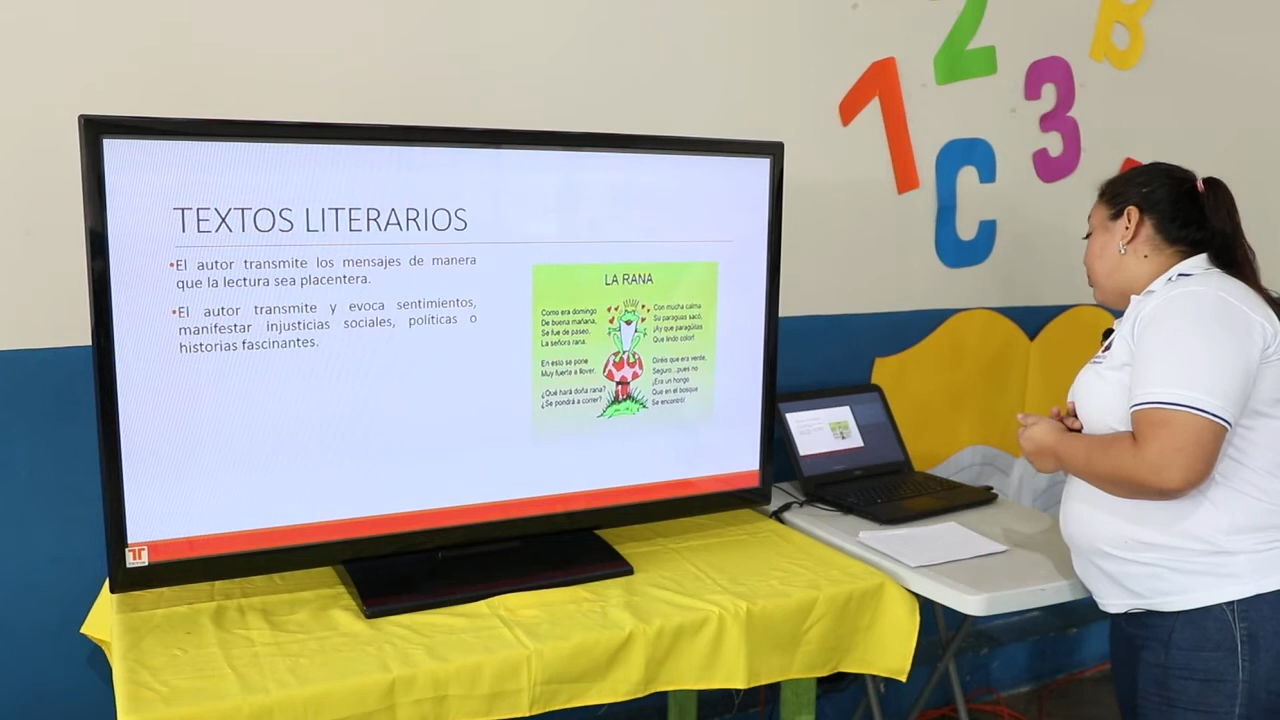 2
B
1
3
C
TEXTOS LITERARIOS
•El autor transmite los mensajes de manera
que la lectura sea placentera.
•El autor transmite y evoca sentimientos,
manifestar injusticias sociales, políticas o
historias fascinantes.
LA RANA
Como era domingo
De buena mañana,
Se fue de paseo,
La señora rana.
En esto se pone
Muy fuerte a llover.
¿Qué hará doña rana?
¿Se pondrá a correr?
Con mucha calma
Su paraguas sacó,
¡Ay que paragüitas
Que lindo color!
Diréis que era verde,
Seguro...pues no
¡Era un hongo
Que en el bosque
Se encontró!